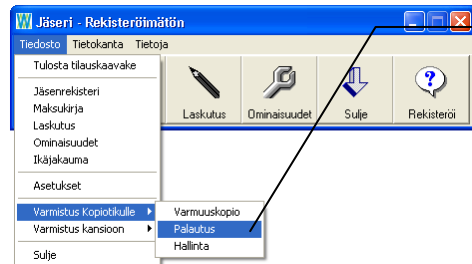 Jäseri - Rekisteröimätön
Tiedosto Tietokanta Tietoja
Tulosta tilauskaavake
Jäsenrekisteri
Maksukirja
Laskutus
Ominaisuudet
Ikäjakauma
Asetukset
Varmistus Kopiotikulle
Varmistus kansioon
Sulje
Laskutus Ominaisuudet Sulje Rekisteröi
Varmuuskopio
Palautus
Hallinta